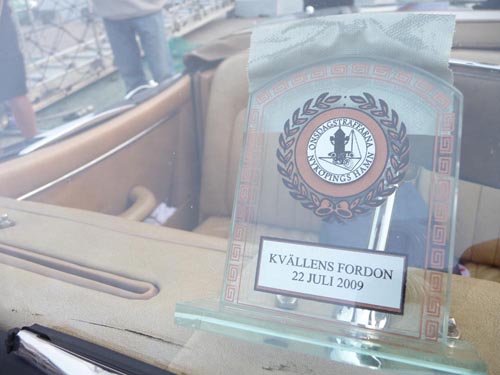 ONSDAGSTRÄFFARNA
NYKÖPINGS HAMN
KVÄLLENS FORDON
22 JULI 2009